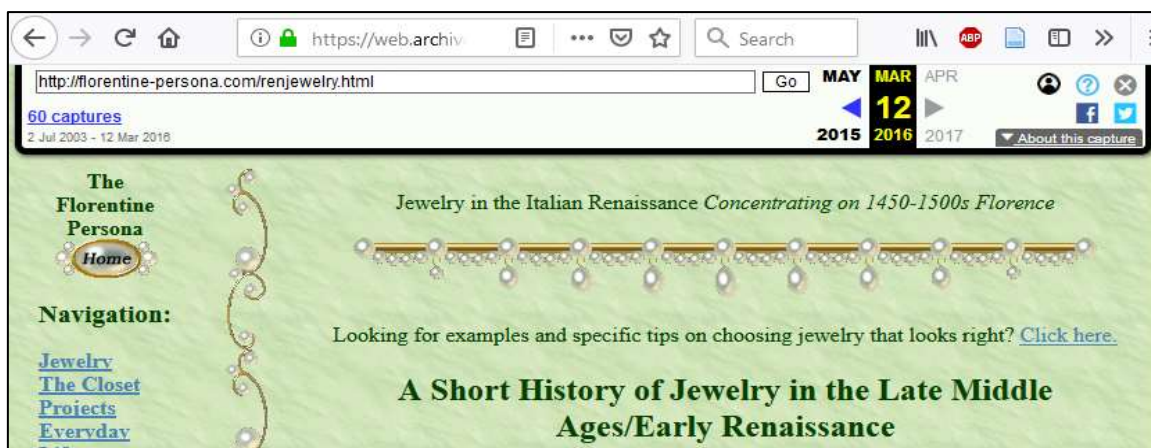 https://web.archiv
Search
ABP
http://florentine-persona.com/renjewelry.html
Go
MAY MAR APR
60 captures
12
2 Jul 2003 - 12 Mar 2016
2015 2016 2017
About this capture
The
Florentine
Persona
Home
Navigation:
Jewelry
The Closet
Projects
Everyday
Jewelry in the Italian Renaissance Concentrating on 1450-1500s Florence
Looking for examples and specific tips on choosing jewelry that looks right? Click here.
A Short History of Jewelry in the Late Middle
Ages/Early Renaissance